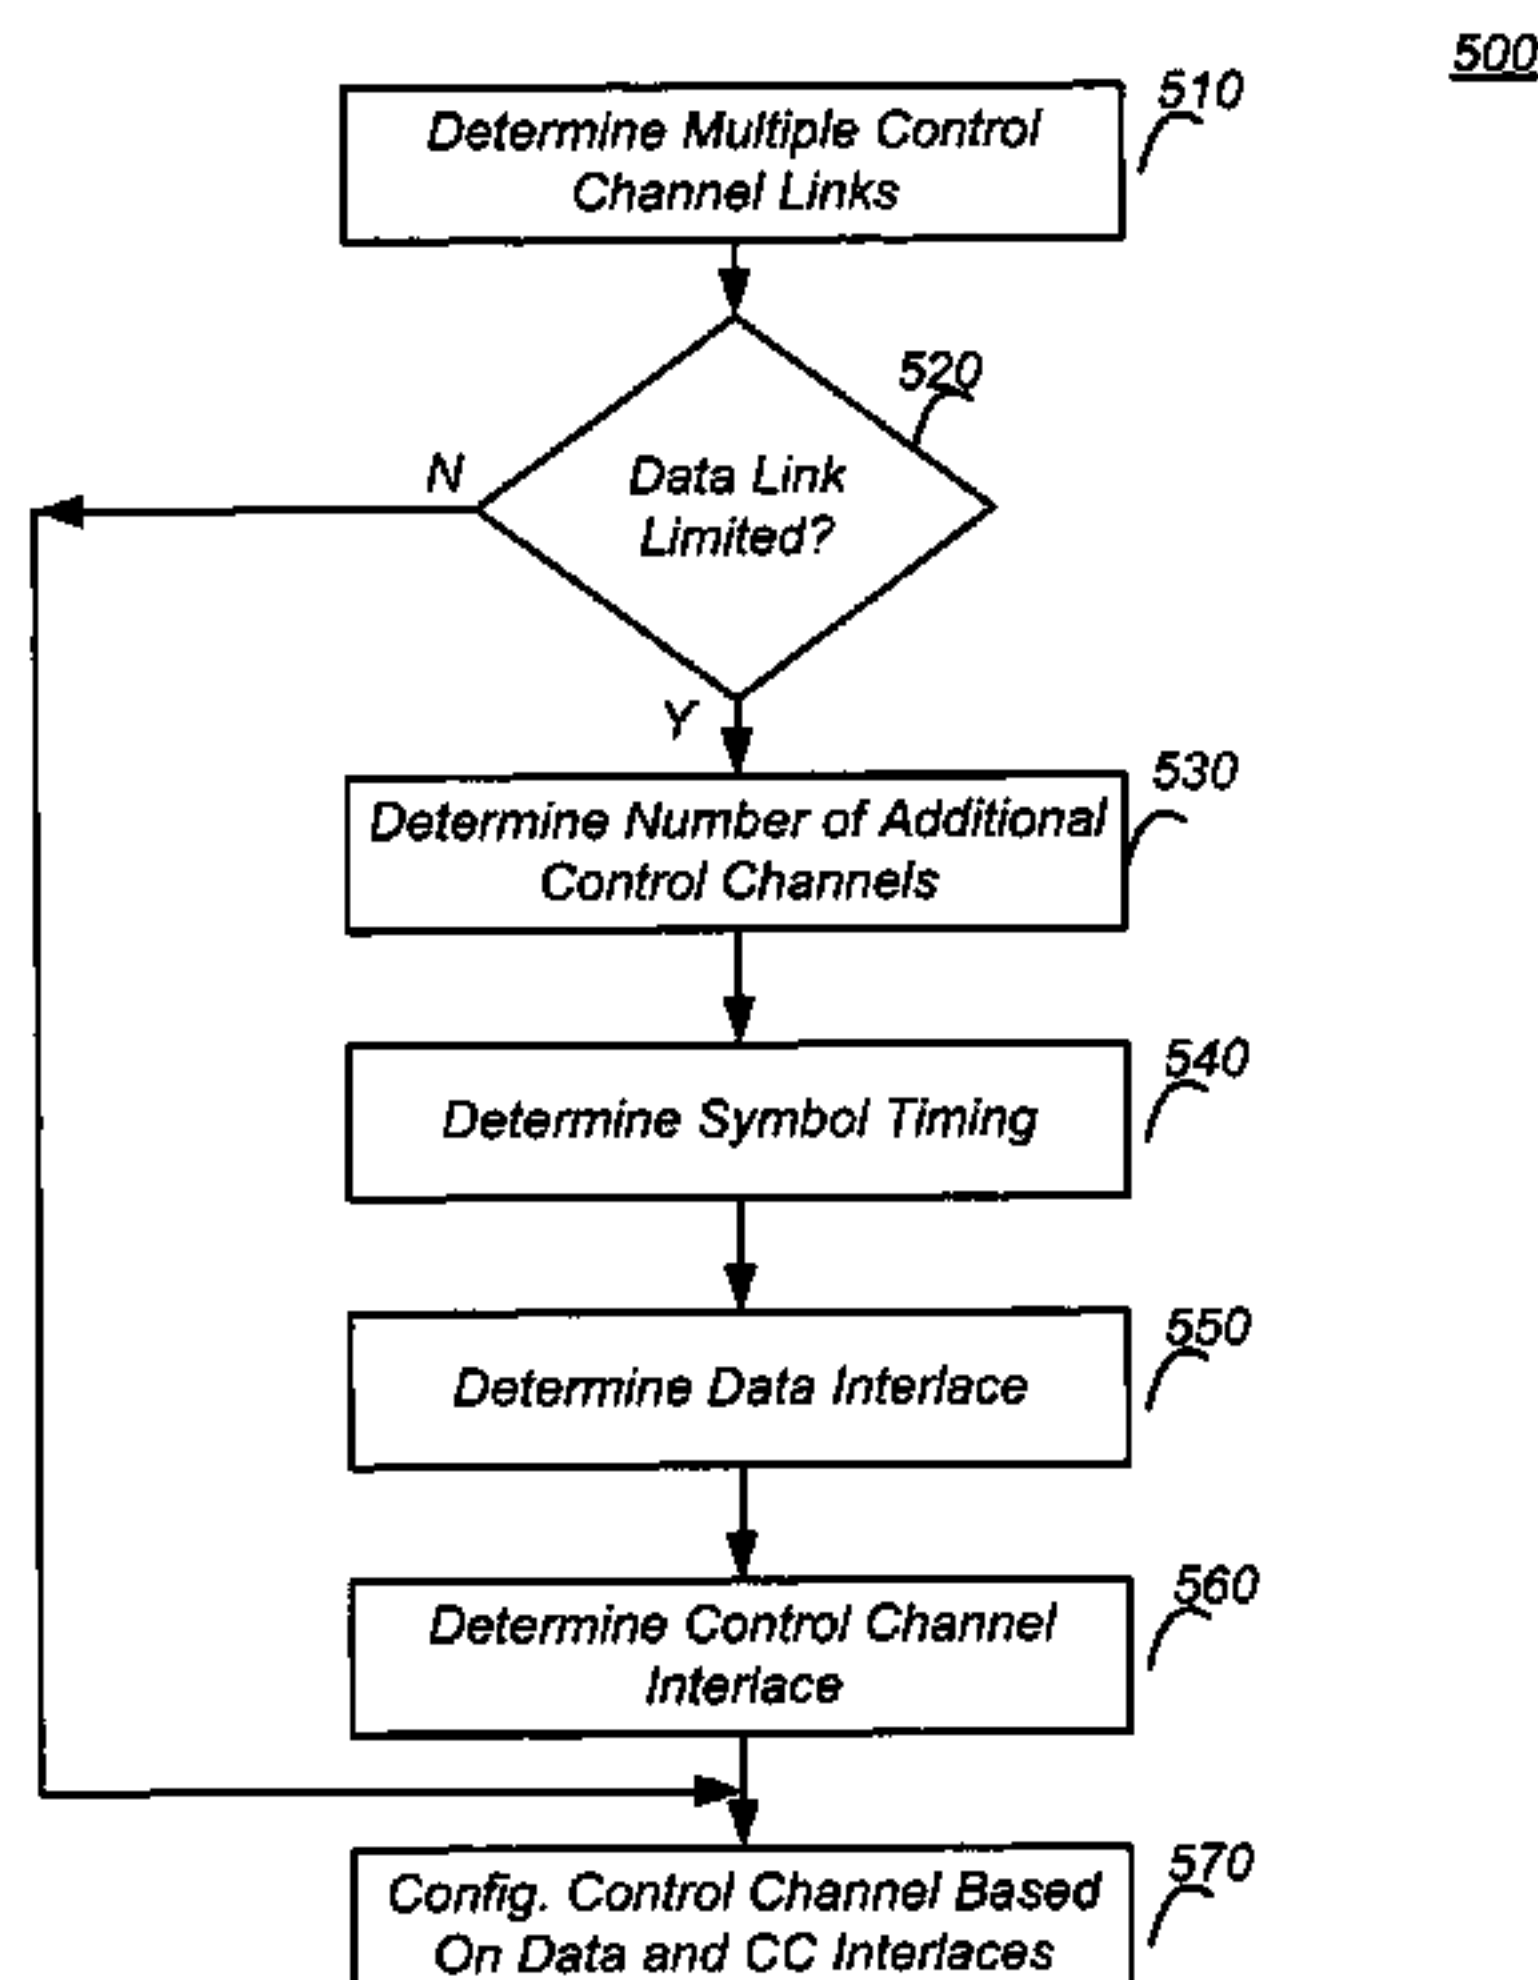 500
510
Determine Multiple Control
Channel Links
520
N
Data Link
Limited?
Y
530
Determine Number of Additional
Control Channels
540
Determine Symbol Timing
550
Determine Data Interlace
560
Determine Control Channel
Interlace
570
Config. Control Channel Based
On Data and CC Interlaces